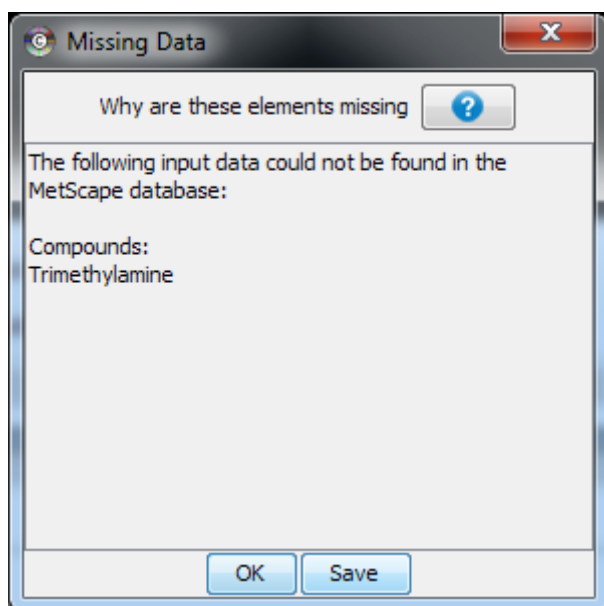 Missing Data
Why are these elements missing
The following input data could not be found in the
MetScape database:
Compounds:
Trimethylamine
OK
Save